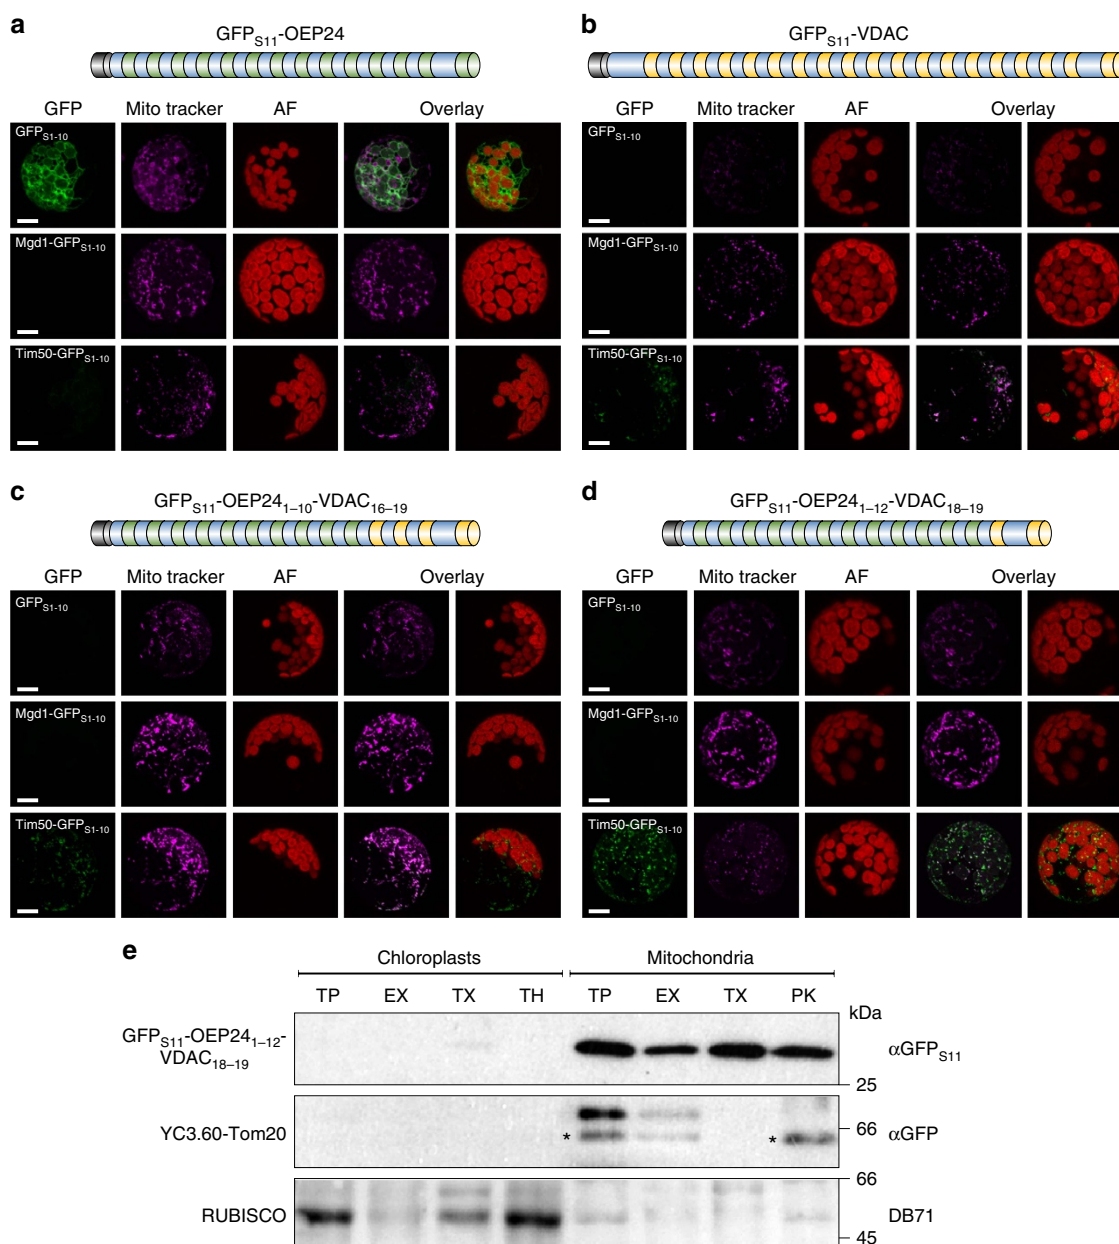 a
GFPS11-OEP24
GFP Mito tracker AF Overlay
GFPS1-10
Mgd1-GFPS1-10
Tim50-GFPS1-10
b
GFPS11-VDAC
GFP Mito tracker AF Overlay
GFPS1-10
Mgd1-GFPS1-10
Tim50-GFPS1-10
c
GFPS11-OEP241–10-VDAC16–19
GFP Mito tracker AF Overlay
GFPS1-10
Mgd1-GFPS1-10
Tim50-GFPS1-10
d
GFPS11-OEP241–12-VDAC18–19
GFP Mito tracker AF Overlay
GFPS1-10
Mgd1-GFPS1-10
Tim50-GFPS1-10
e
Chloroplasts Mitochondria
TP EX TX TH TP EX TX PK
kDa
GFPS11-OEP241–12-
VDAC18–19
αGFPS11
25
YC3.60-Tom20
* *
66
αGFP
66
RUBISCO
DB71
45